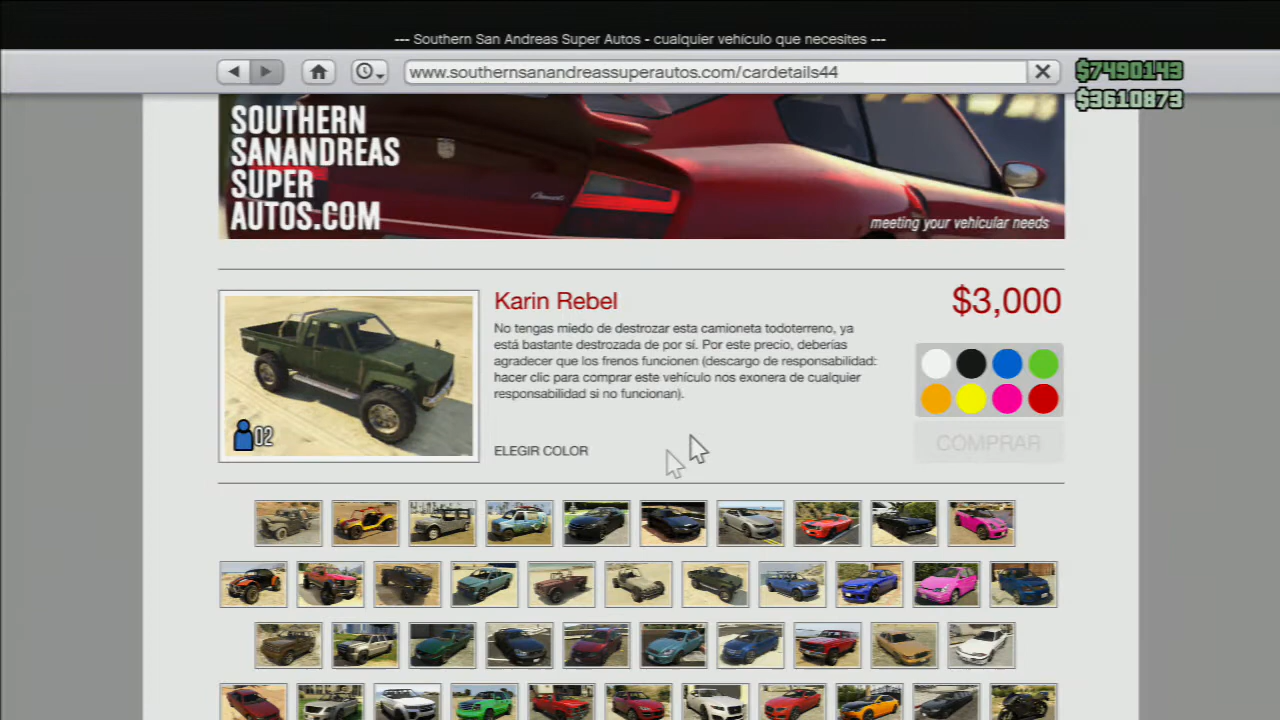 --- Southern San Andreas Super Autos - cualquier vehículo que necesites ---
www.southernsanandreassuperautos.com/cardetails44
$7490143
$3610873
SOUTHERN
SANANDREAS
SUPER
AUTOS.COM
meeting your vehicular needs
Karin Rebel
$3,000
No tengas miedo de destrozar esta camioneta todoterreno, ya
está bastante destrozada de por sí. Por este precio, deberías
agradecer que los frenos funcionen (descargo de responsabilidad:
hacer clic para comprar este vehículo nos exonera de cualquier
responsabilidad si no funcionan).
02
ELEGIR COLOR
COMPRAR